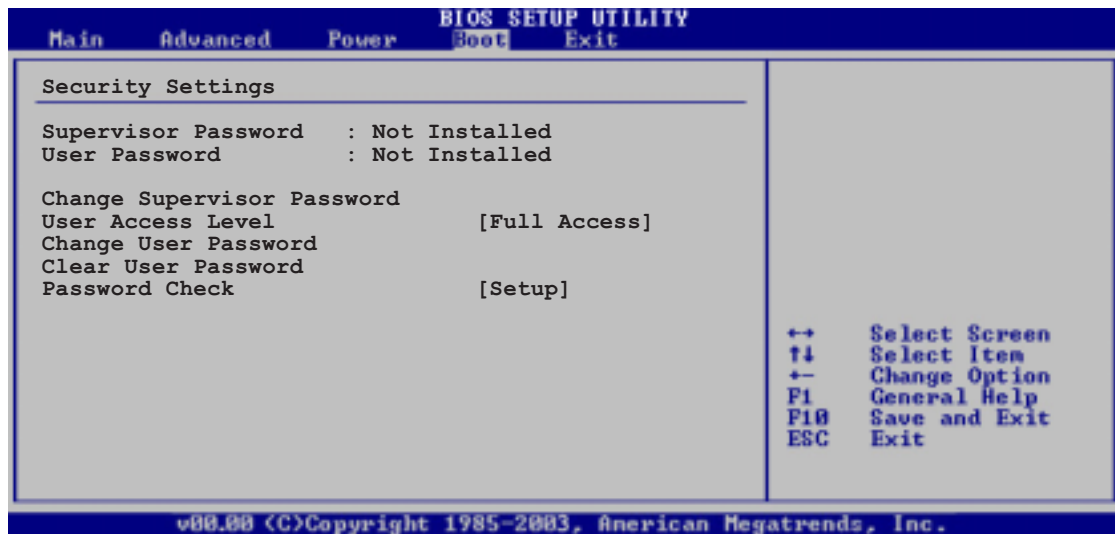 BIOS SETUP UTILITY
Main Advanced Power Boot Exit
Security Settings
Supervisor Password : Not Installed
User Password : Not Installed
Change Supervisor Password
User Access Level [Full Access]
Change User Password
Clear User Password
Password Check [Setup]
←→ Select Screen
↑↓ Select Item
+- Change Option
F1 General Help
F10 Save and Exit
ESC Exit
v00.00 (C)Copyright 1985-2003, American Megatrends, Inc.